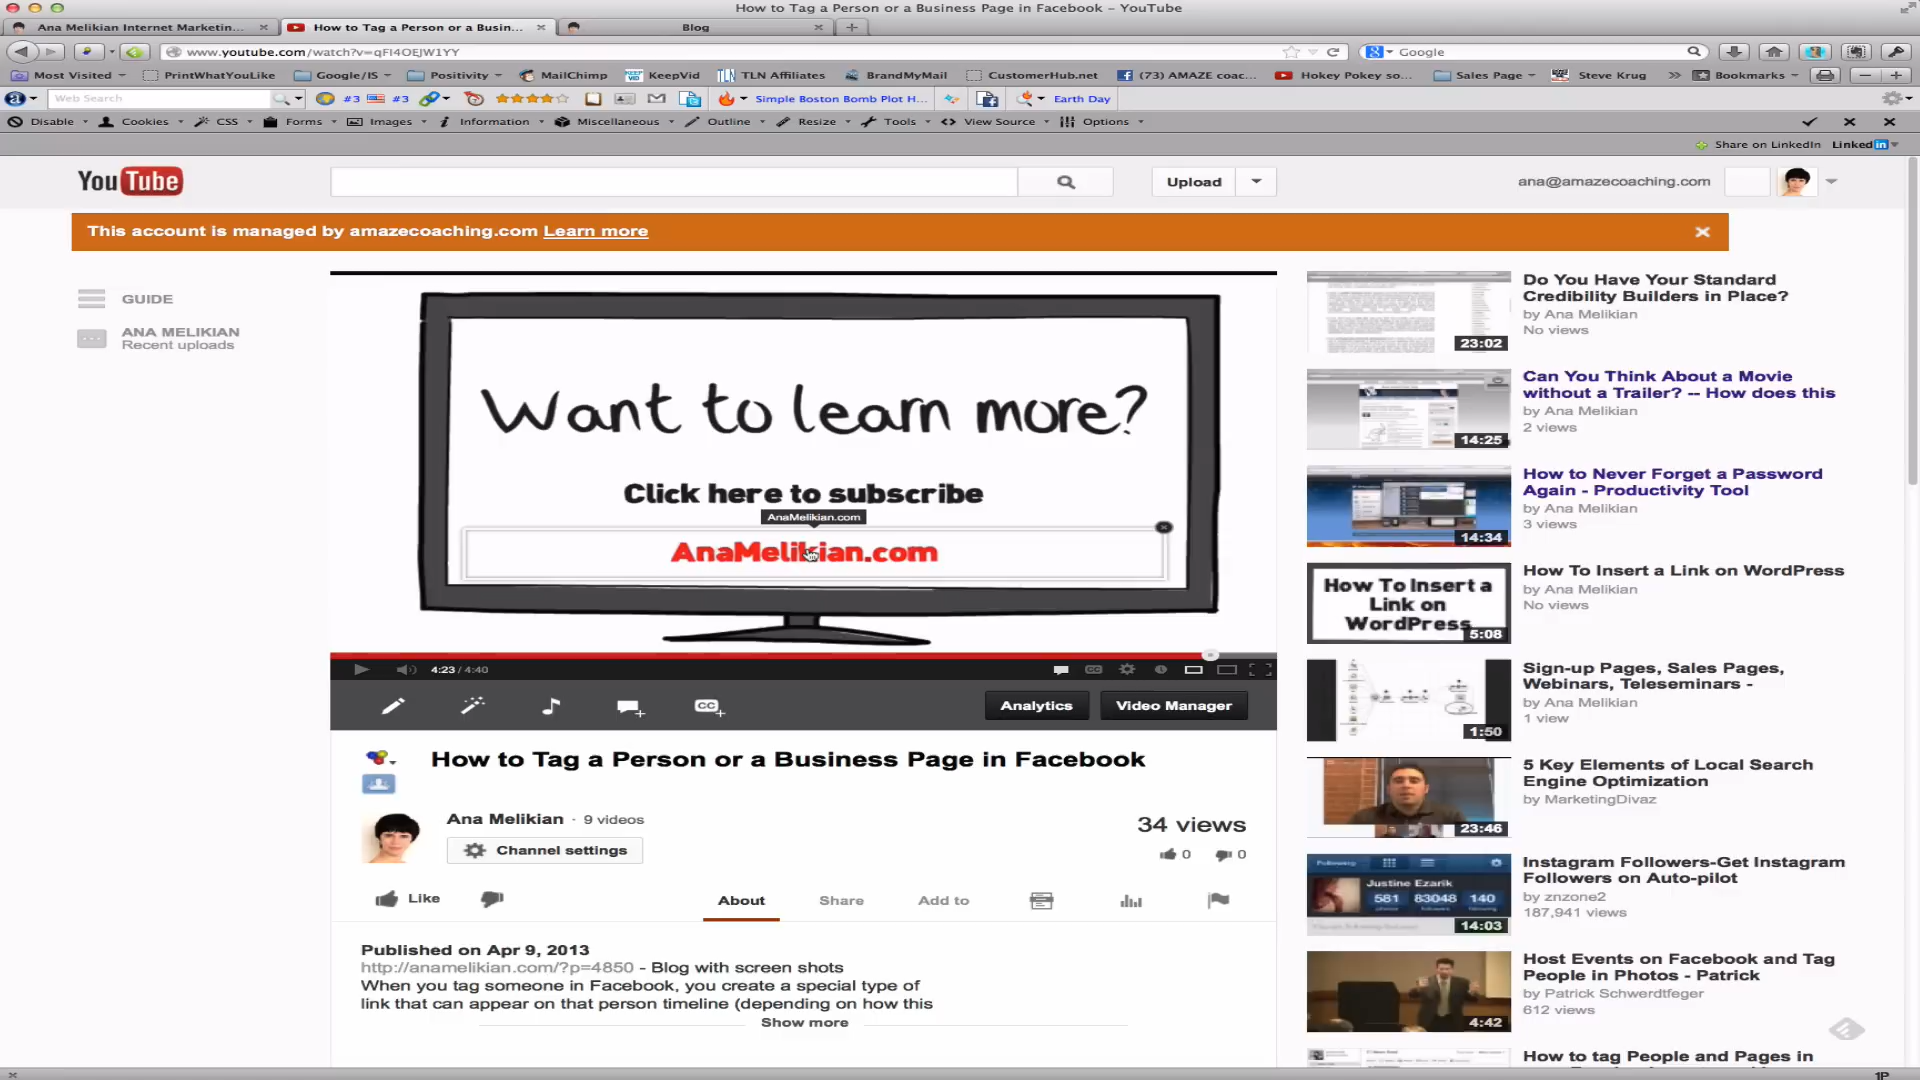 How to Tag a Person or a Business Page in Facebook – YouTube
Ana Melikian Internet Marketin...
How to Tag a Person or a Busin...
Blog
www.youtube.com/watch?v=qFI4OEJW1YY
Google
Most Visited
PrintWhatYouLike
Google/IS
Positivity
MailChimp
KEEP VID KeepVid
TLN Affiliates
BrandMyMail
CustomerHub.net
(73) AMAZE coac...
Hokey Pokey so...
Sales Page
Steve Krug
Bookmarks
Web Search
#3
#3
Simple Boston Bomb Plot H...
Earth Day
Disable
Cookies
CSS
Forms
Images
Information
Miscellaneous
Outline
Resize
Tools
View Source
Options
Share on LinkedIn
Linked in
YouTube
Upload
ana@amazecoaching.com
This account is managed by amazecoaching.com Learn more
GUIDE
ANA MELIKIAN
Recent uploads
Want to learn more?
Click here to subscribe
AnaMelikian.com
AnaMelikian.com
4:23 / 4:40
CC
CC
Analytics
Video Manager
How to Tag a Person or a Business Page in Facebook
Ana Melikian · 9 videos
34 views
Channel settings
0
0
Like
About
Share
Add to
Published on Apr 9, 2013
http://anamelikian.com/?p=4850 - Blog with screen shots
When you tag someone in Facebook, you create a special type of
link that can appear on that person timeline (depending on how this
Show more
23:02
Do You Have Your Standard
Credibility Builders in Place?
by Ana Melikian
No views
14:25
Can You Think About a Movie
without a Trailer? -- How does this
by Ana Melikian
2 views
14:34
How to Never Forget a Password
Again - Productivity Tool
by Ana Melikian
3 views
How To Insert a
Link on
WordPress
5:08
How To Insert a Link on WordPress
by Ana Melikian
No views
1:50
Sign-up Pages, Sales Pages,
Webinars, Teleseminars -
by Ana Melikian
1 view
23:46
5 Key Elements of Local Search
Engine Optimization
by MarketingDivaz
Justine Ezarik
581 83048 140
14:03
Instagram Followers-Get Instagram
Followers on Auto-pilot
by znzone2
187,941 views
4:42
Host Events on Facebook and Tag
People in Photos - Patrick
by Patrick Schwerdtfeger
612 views
How to tag People and Pages in
1P